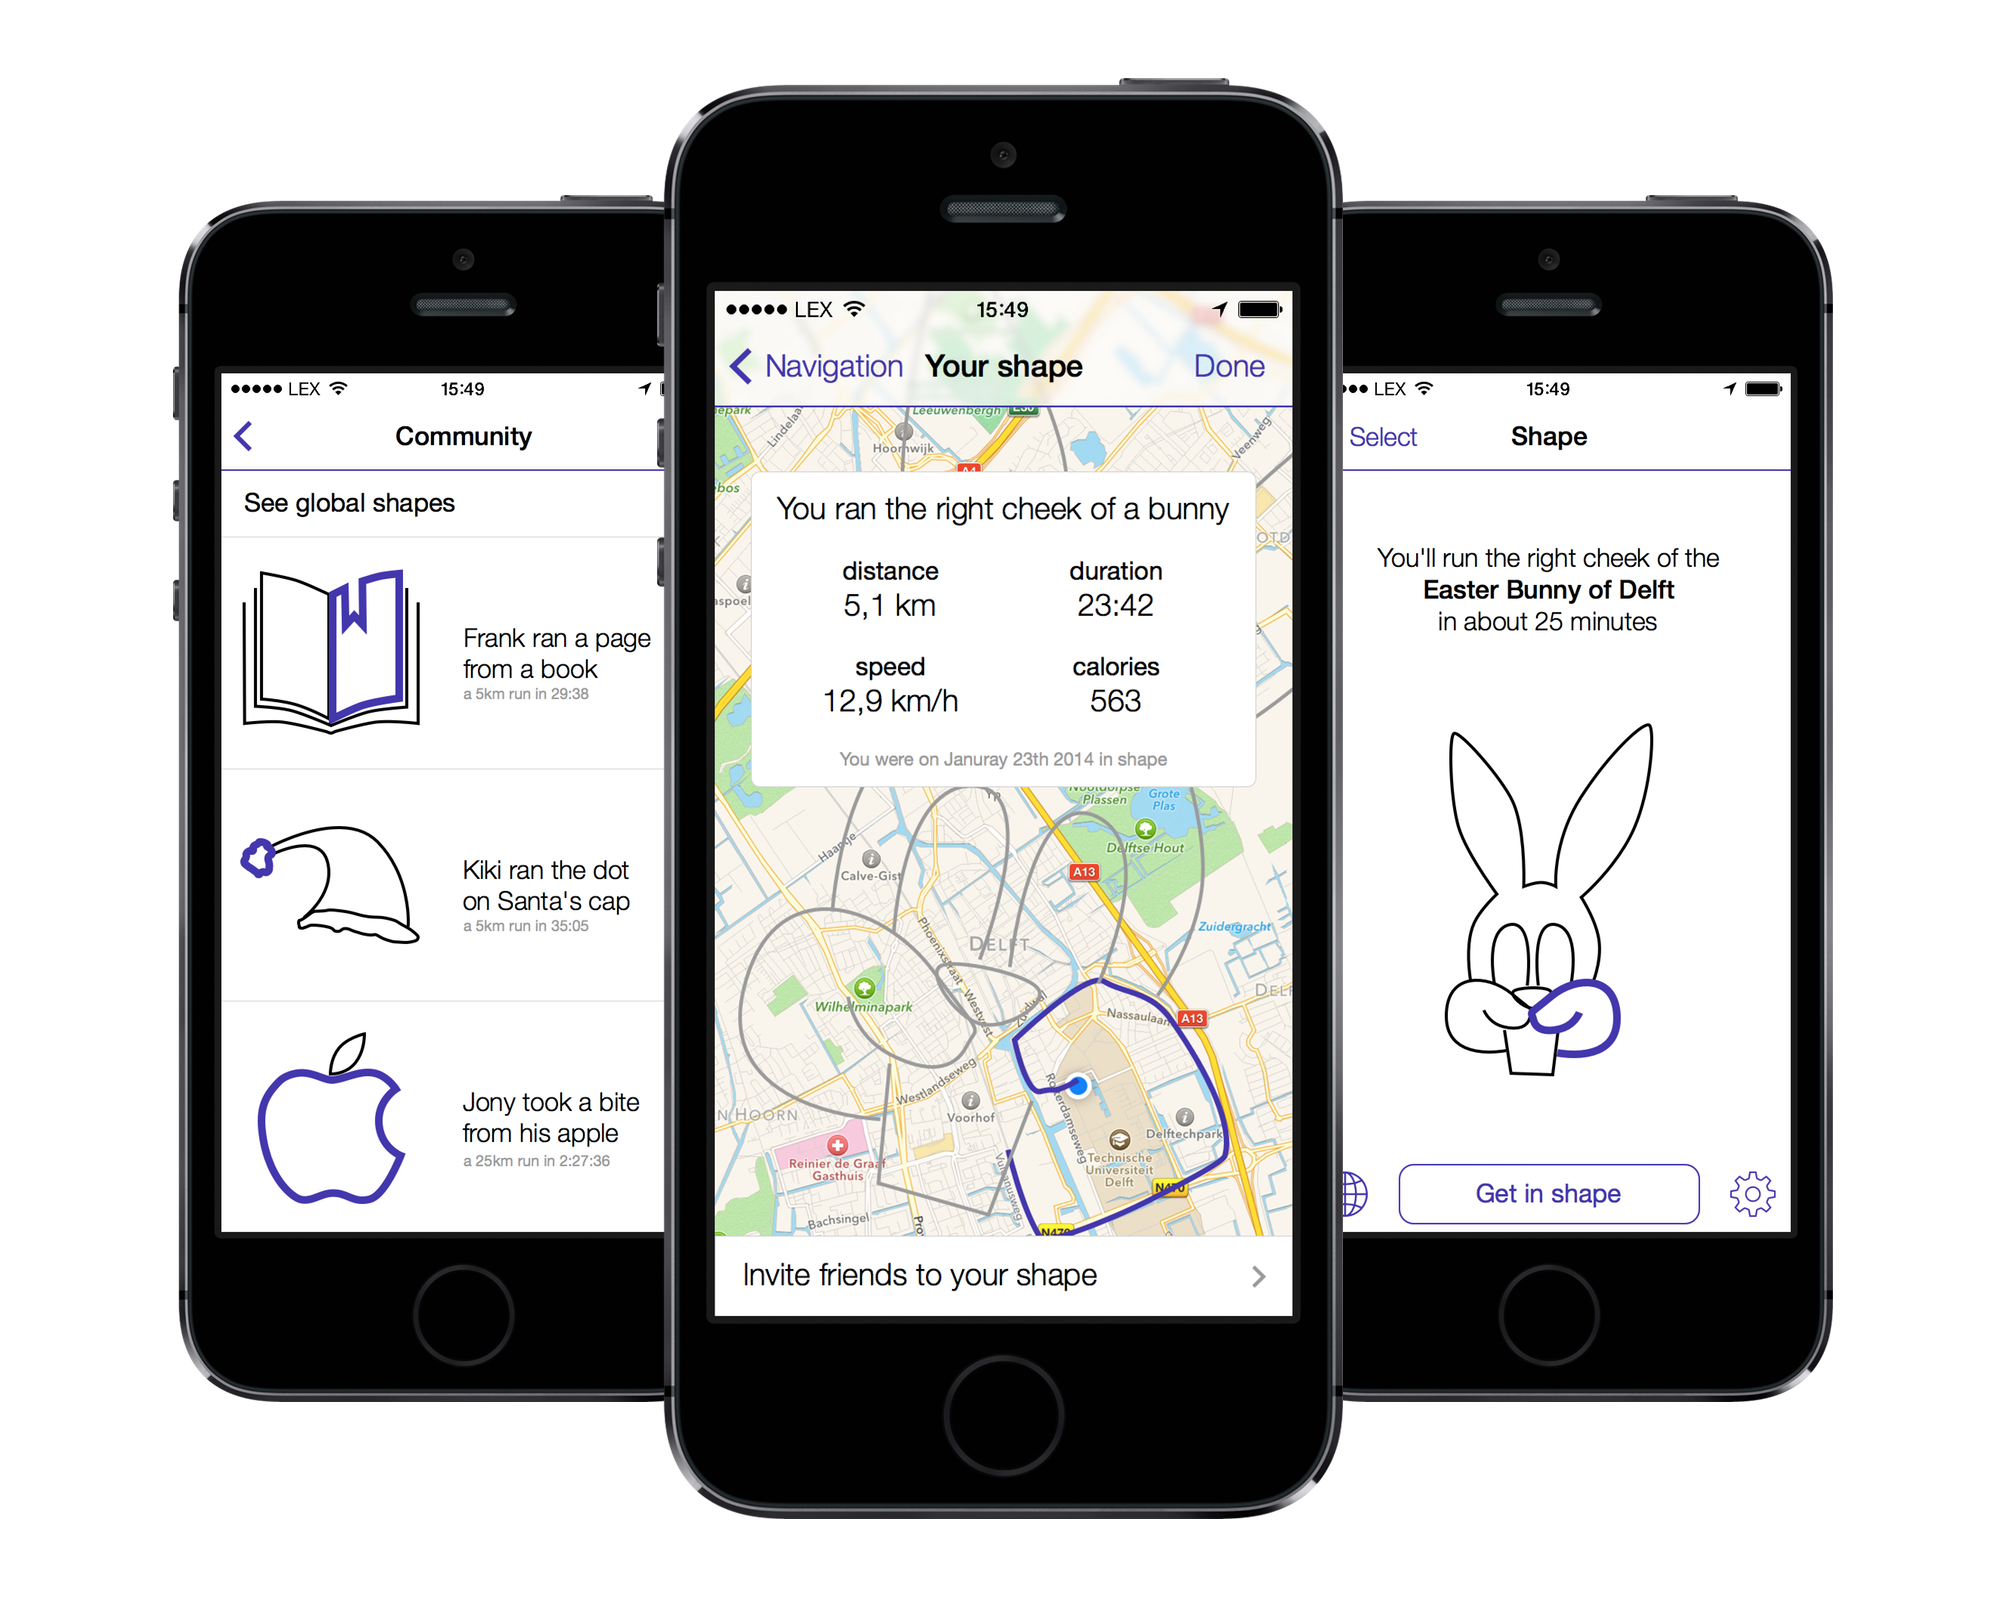 LEX
15:49
Community
See global shapes
Frank ran a page
from a book
a 5km run in 29:38
Kiki ran the dot
on Santa's cap
a 5km run in 35:05
Jony took a bite
from his apple
a 25km run in 2:27:36
LEX
15:49
Navigation
Your shape
Done
Leeuwenbergh
Lindelaa
Hoornwijk
Veenweg
A4
You ran the right cheek of a bunny
distance
duration
5,1 km
23:42
speed
calories
12,9 km/h
563
You were on Januray 23th 2014 in shape
Plassen
Grote
Plas
Haantje
Calve-Gist
Delftse Hout
A13
Phoenixstraat
DELFT
Zuidergracht
Wilhelminapark
Westvest
Zuidwal
Nassaulaan
A13
Westlandseweg
N HOORN
Voorhof
Rotterdamseweg
Delftechpark
Reinier de Graaf
Gasthuis
Technische
Universiteit
Delft
Vulcanusweg
N470
Bachsingel
N470
Invite friends to your shape
LEX
15:49
Select
Shape
You'll run the right cheek of the
Easter Bunny of Delft
in about 25 minutes
Get in shape